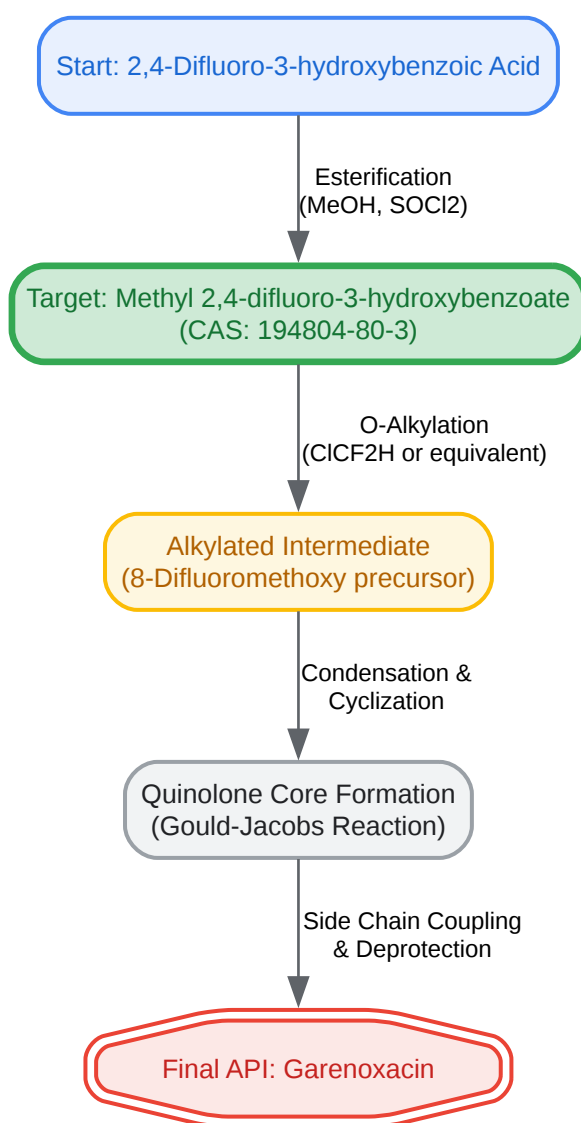 Start: 2,4-Difluoro-3-hydroxybenzoic Acid
Esterification
(MeOH, SOCl2)
Target: Methyl 2,4-difluoro-3-hydroxybenzoate
(CAS: 194804-80-3)
O-Alkylation
(ClCF2H or equivalent)
Alkylated Intermediate
(8-Difluoromethoxy precursor)
Condensation &
Cyclization
Quinolone Core Formation
(Gould-Jacobs Reaction)
Side Chain Coupling
& Deprotection
Final API: Garenoxacin